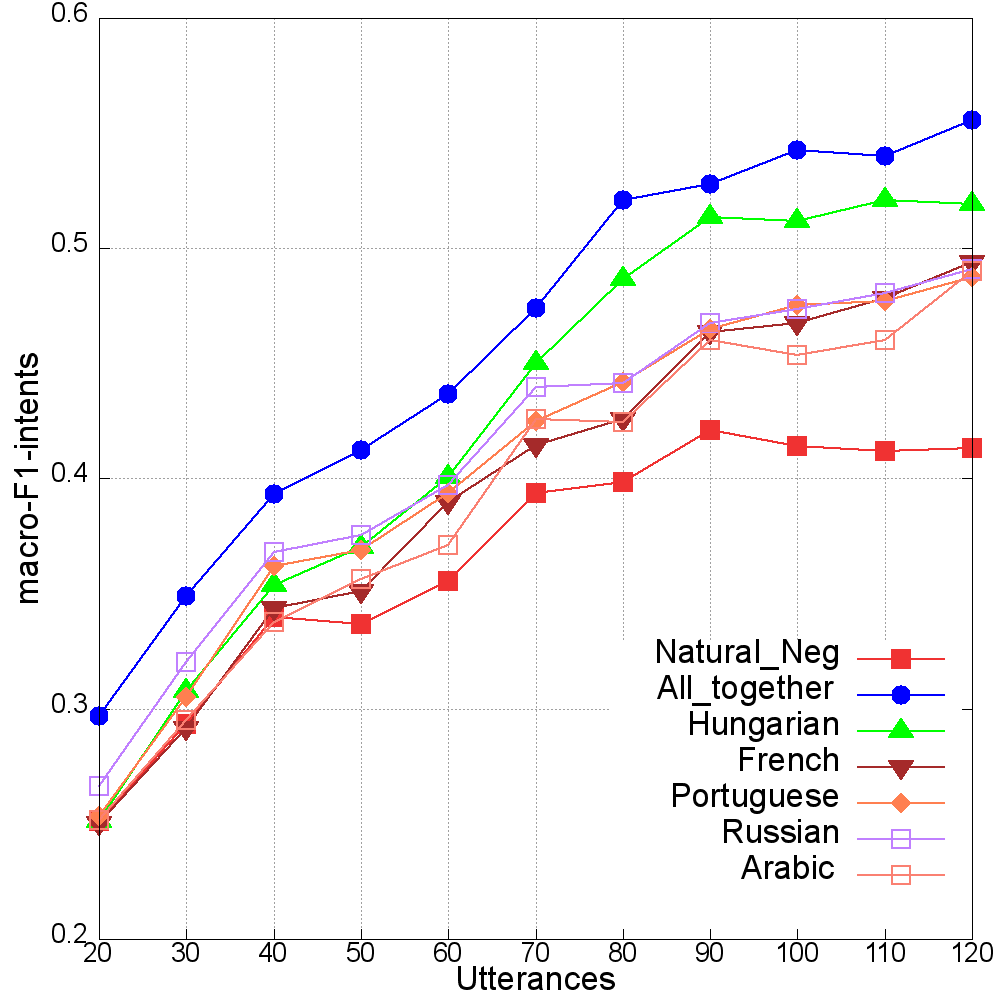 0.6
0.5
0.4
0.3
0.2
macro-F1-intents
Natural_Neg
All_together
Hungarian
French
Portuguese
Russian
Arabic
20 30 40 50 60 70 80 90 100 110 120
Utterances